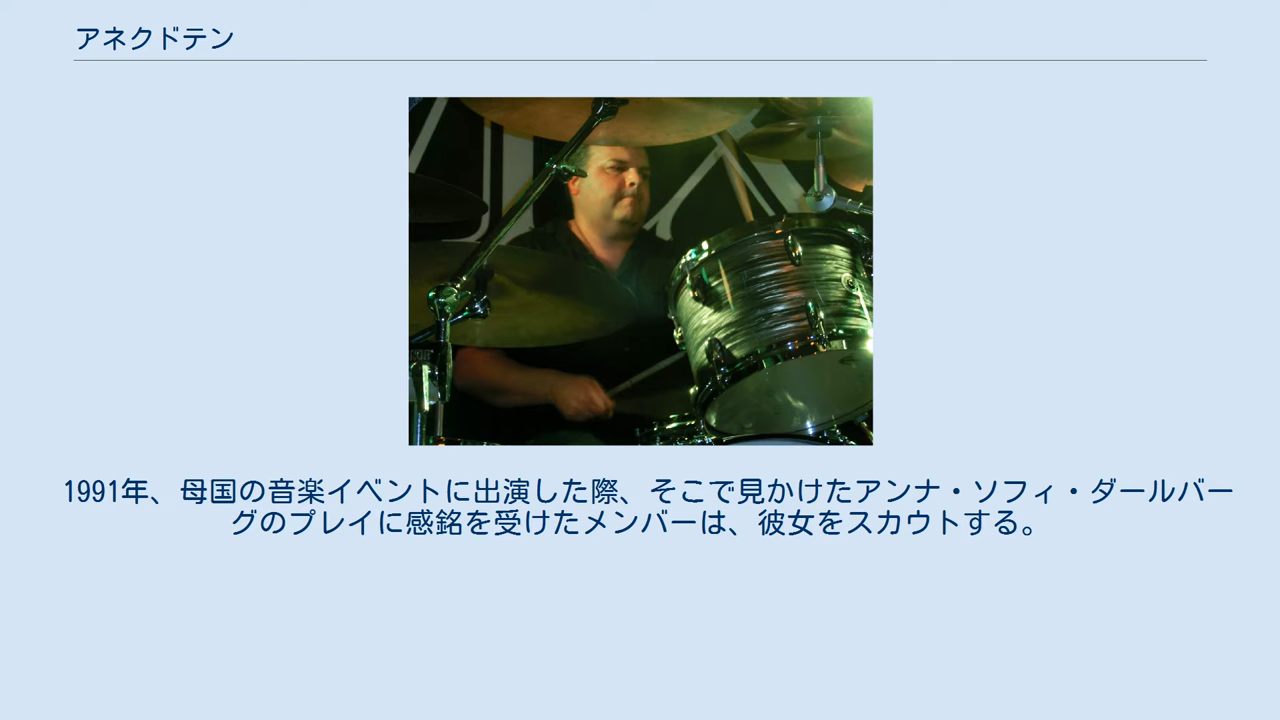 アネクドテン
1991年、母国の音楽イベントに出演した際、そこで見かけたアンナ・ソフィ・ダールバー
グのプレイに感銘を受けたメンバーは、彼女をスカウトする。